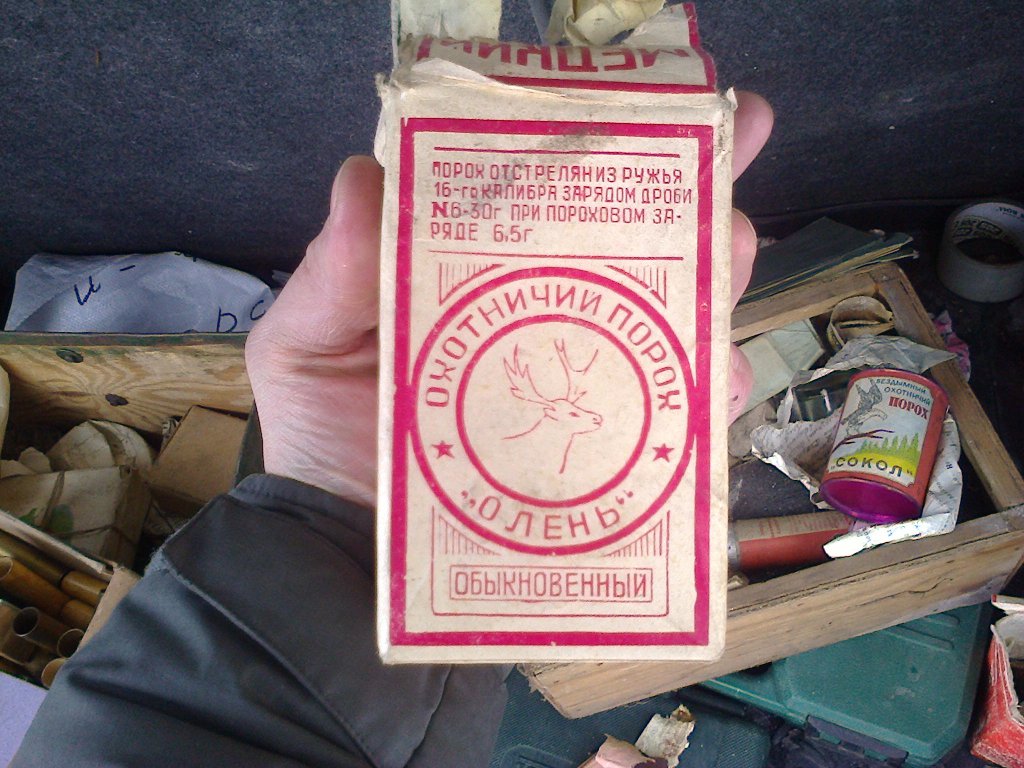 МЕЛКИЙ
ПОРОХ ОТСТРЕЛЯН ИЗ РУЖЬЯ
16-го КАЛИБРА ЗАРЯДОМ ДРОБИ
N6-30г ПРИ ПОРОХОВОМ ЗА-
РЯДЕ 6,5г
ОХОТНИЧИЙ ПОРОХ
„ОЛЕНЬ“
ОБЫКНОВЕННЫЙ
БЕЗДЫМНЫЙ
ОХОТНИЧИЙ
ПОРОХ
"СОКОЛ"